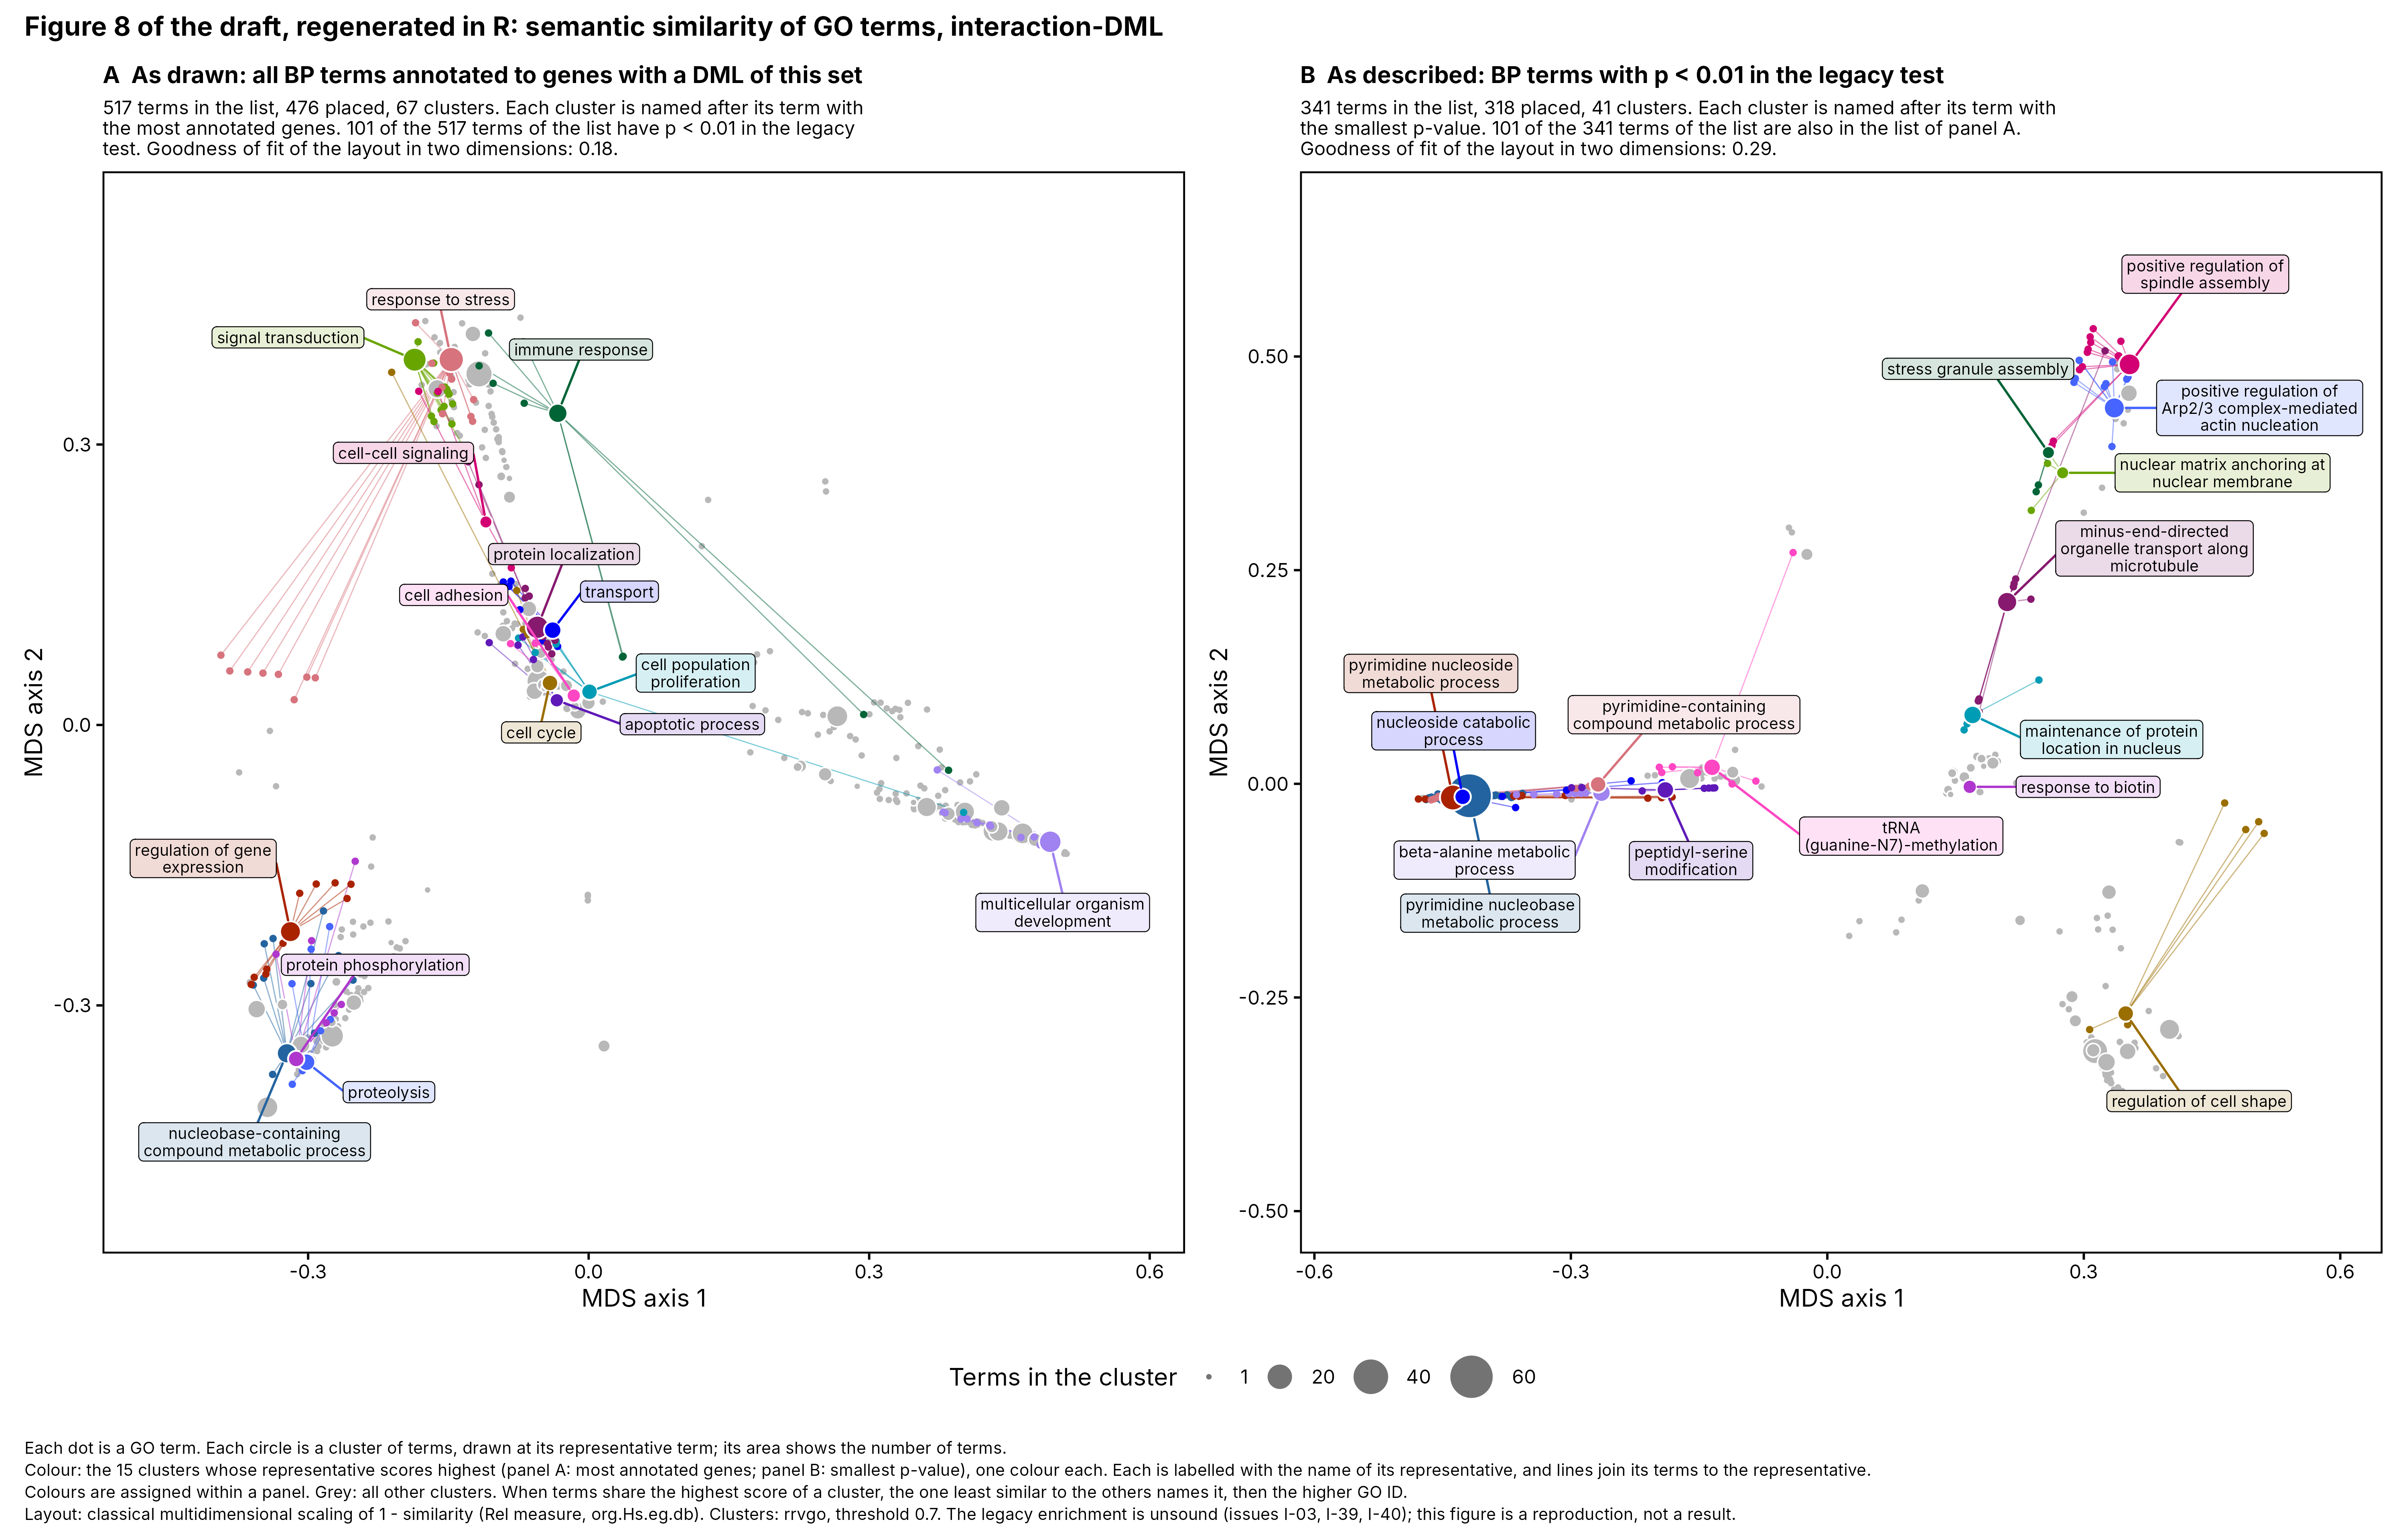 Figure 8 of the draft, regenerated in R: semantic similarity of GO terms, interaction-DML
A As drawn: all BP terms annotated to genes with a DML of this set
517 terms in the list, 476 placed, 67 clusters. Each cluster is named after its term with
the most annotated genes. 101 of the 517 terms of the list have p < 0.01 in the legacy
test. Goodness of fit of the layout in two dimensions: 0.18.
response to stress
signal transduction
immune response
cell-cell signaling
protein localization
cell adhesion
transport
cell population
proliferation
apoptotic process
cell cycle
regulation of gene
expression
multicellular organism
development
protein phosphorylation
proteolysis
nucleobase-containing
compound metabolic process
0.3
0.0
-0.3
MDS axis 2
-0.3
0.0
0.3
0.6
MDS axis 1
B As described: BP terms with p < 0.01 in the legacy test
341 terms in the list, 318 placed, 41 clusters. Each cluster is named after its term with
the smallest p-value. 101 of the 341 terms of the list are also in the list of panel A.
Goodness of fit of the layout in two dimensions: 0.29.
positive regulation of
spindle assembly
stress granule assembly
positive regulation of
Arp2/3 complex-mediated
actin nucleation
nuclear matrix anchoring at
nuclear membrane
minus-end-directed
organelle transport along
microtubule
pyrimidine nucleoside
metabolic process
nucleoside catabolic
process
pyrimidine-containing
compound metabolic process
maintenance of protein
location in nucleus
response to biotin
tRNA
(guanine-N7)-methylation
beta-alanine metabolic
process
peptidyl-serine
modification
pyrimidine nucleobase
metabolic process
regulation of cell shape
0.50
0.25
0.00
-0.25
-0.50
MDS axis 2
-0.6
-0.3
0.0
0.3
0.6
MDS axis 1
Terms in the cluster 1 20 40 60
Each dot is a GO term. Each circle is a cluster of terms, drawn at its representative term; its area shows the number of terms.
Colour: the 15 clusters whose representative scores highest (panel A: most annotated genes; panel B: smallest p-value), one colour each. Each is labelled with the name of its representative, and lines join its terms to the representative.
Colours are assigned within a panel. Grey: all other clusters. When terms share the highest score of a cluster, the one least similar to the others names it, then the higher GO ID.
Layout: classical multidimensional scaling of 1 - similarity (Rel measure, org.Hs.eg.db). Clusters: rrvgo, threshold 0.7. The legacy enrichment is unsound (issues I-03, I-39, I-40); this figure is a reproduction, not a result.